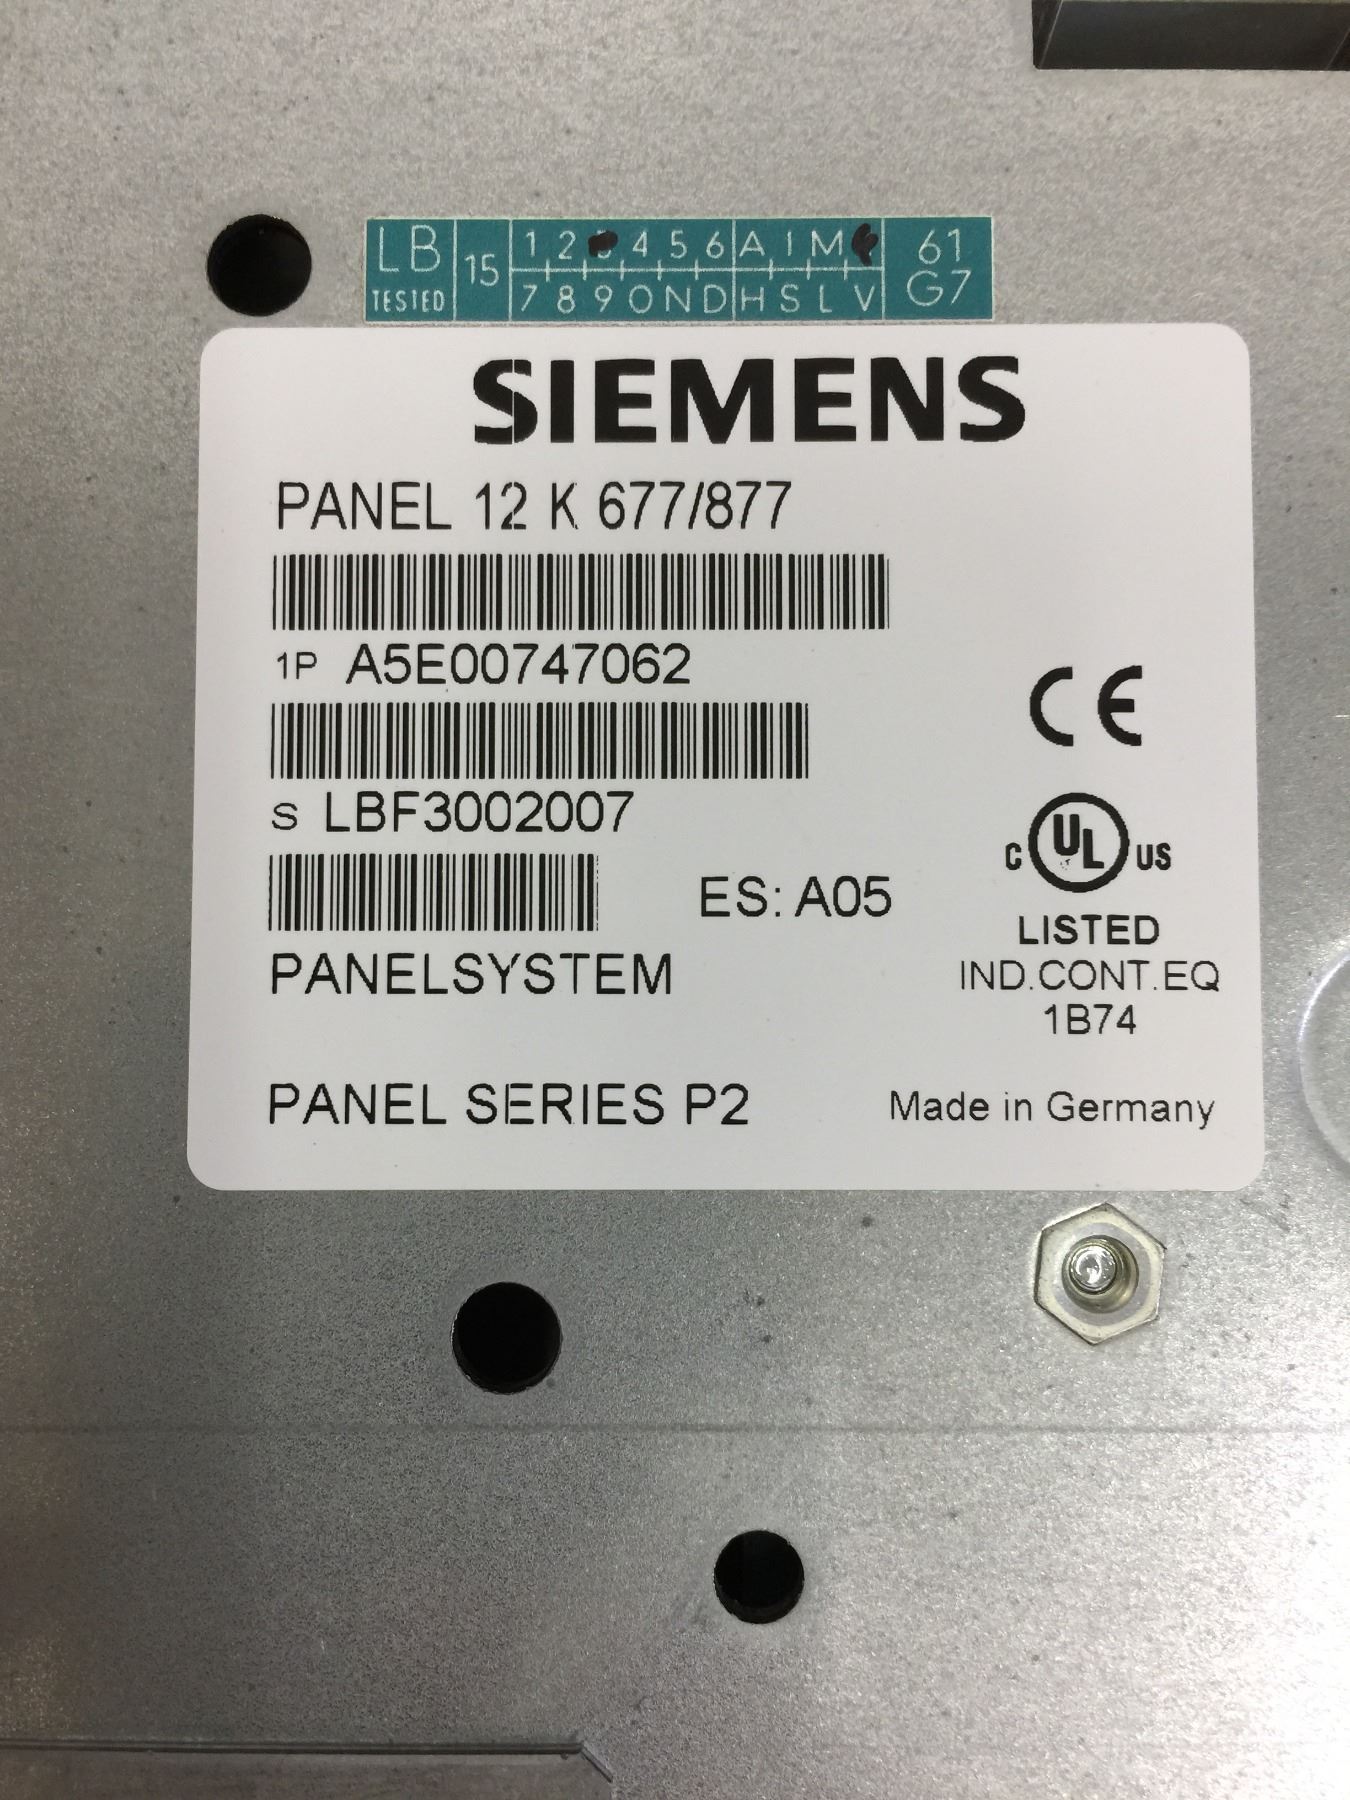 LB 15 1 2 4 5 6 A I M 61
TESTED 7 8 9 0 N D H S L V G7
SIEMENS
PANEL 12 K 677/877
1P A5E00747062
S LBF3002007
ES: A05
PANELSYSTEM
PANEL SERIES P2
CE
C UL US
LISTED
IND.CONT.EQ
1B74
Made in Germany